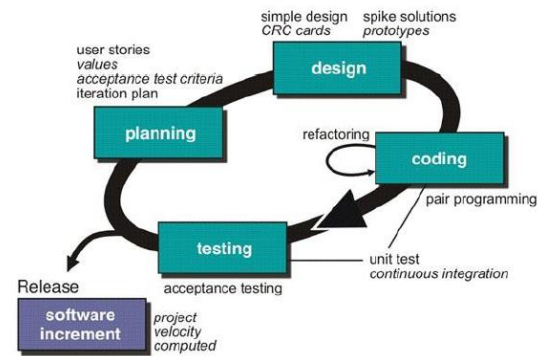 simple design
CRC cards
spike solutions
prototypes
design
user stories
values
acceptance test criteria
iteration plan
planning
refactoring
coding
pair programming
testing
unit test
continuous integration
acceptance testing
Release
software
increment
project
velocity
computed